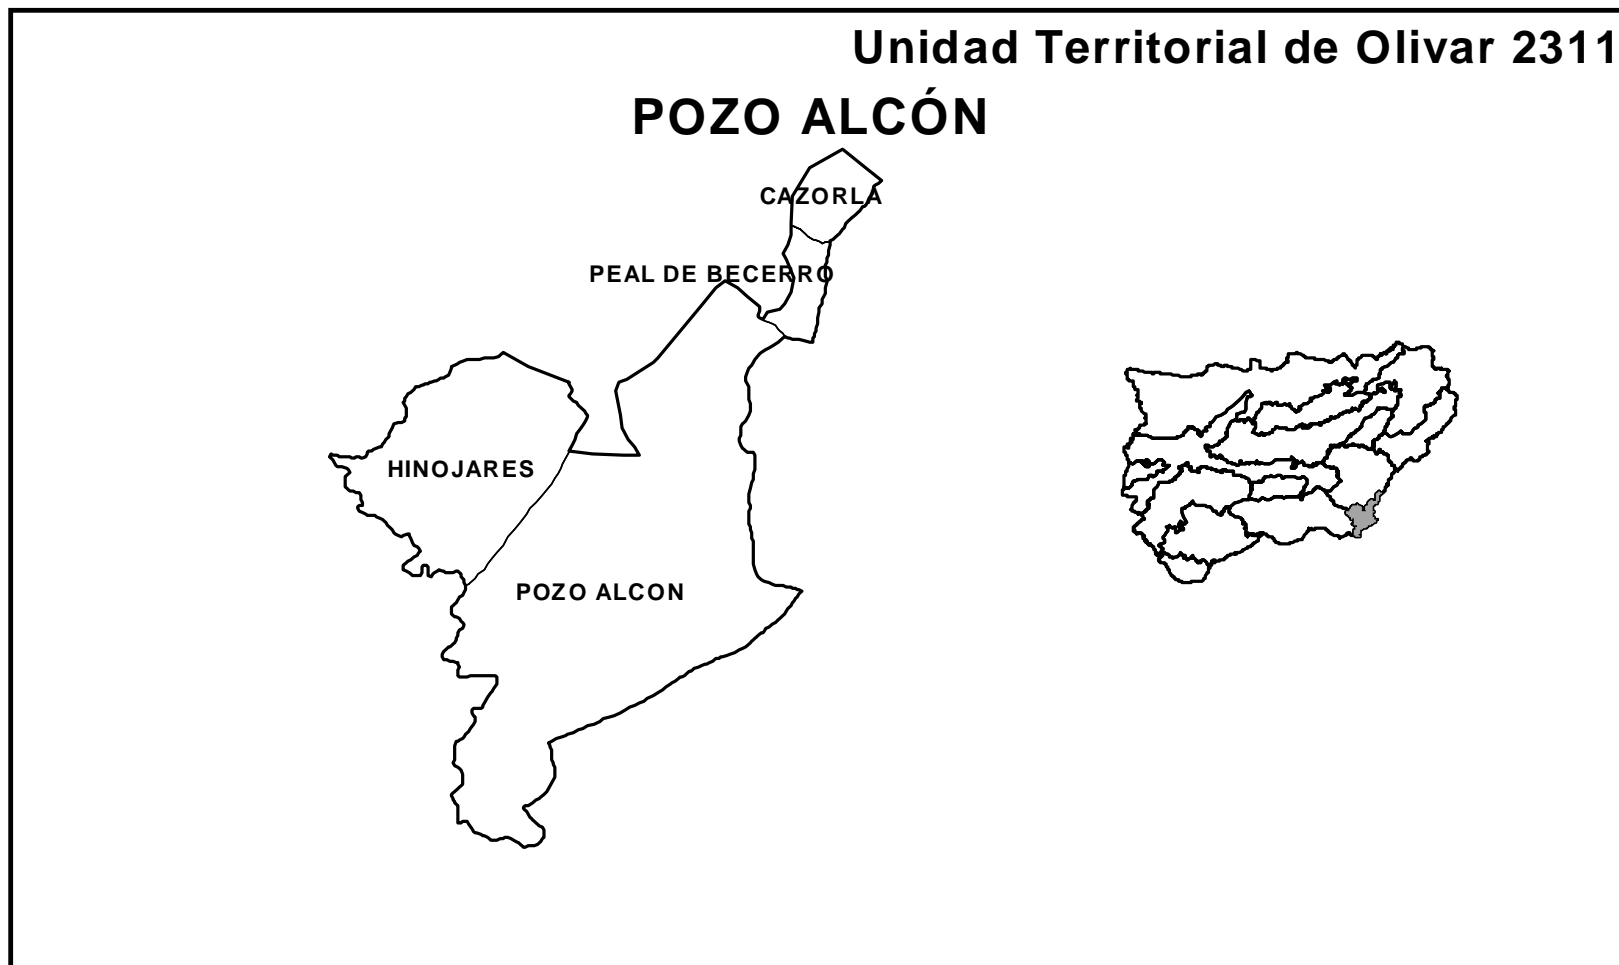 Unidad Territorial de Olivar 2311
POZO ALCÓN
CAZORLA
PEAL DE BECERRO
HINOJARES
POZO ALCON